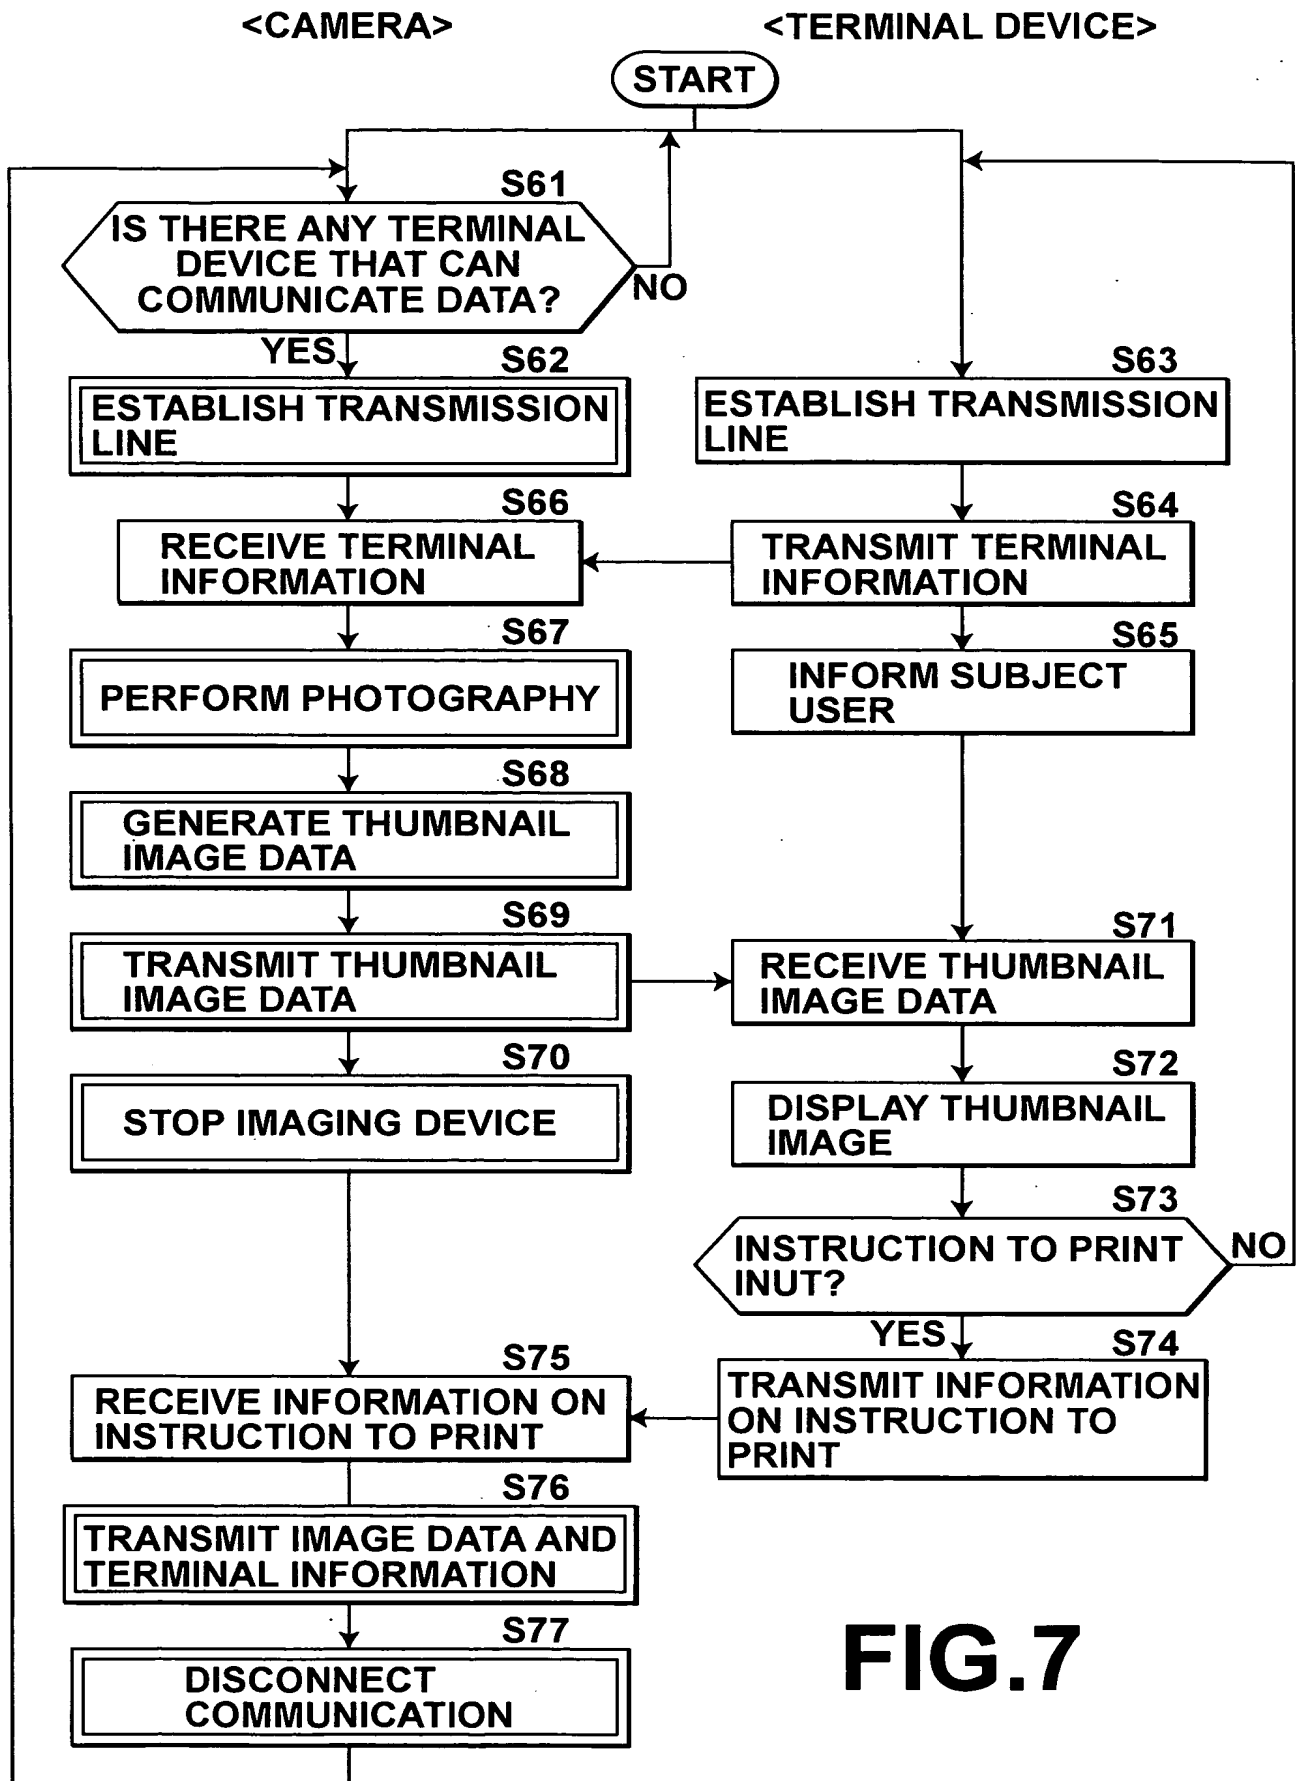 <CAMERA>
<TERMINAL DEVICE>
START
S61
IS THERE ANY TERMINAL
DEVICE THAT CAN
COMMUNICATE DATA?
NO
YES
S62
ESTABLISH TRANSMISSION
LINE
S63
ESTABLISH TRANSMISSION
LINE
S66
RECEIVE TERMINAL
INFORMATION
S64
TRANSMIT TERMINAL
INFORMATION
S67
PERFORM PHOTOGRAPHY
S65
INFORM SUBJECT
USER
S68
GENERATE THUMBNAIL
IMAGE DATA
S69
TRANSMIT THUMBNAIL
IMAGE DATA
S71
RECEIVE THUMBNAIL
IMAGE DATA
S70
STOP IMAGING DEVICE
S72
DISPLAY THUMBNAIL
IMAGE
S73
INSTRUCTION TO PRINT
INUT?
NO
YES
S74
TRANSMIT INFORMATION
ON INSTRUCTION TO
PRINT
S75
RECEIVE INFORMATION ON
INSTRUCTION TO PRINT
S76
TRANSMIT IMAGE DATA AND
TERMINAL INFORMATION
S77
DISCONNECT
COMMUNICATION
FIG.7